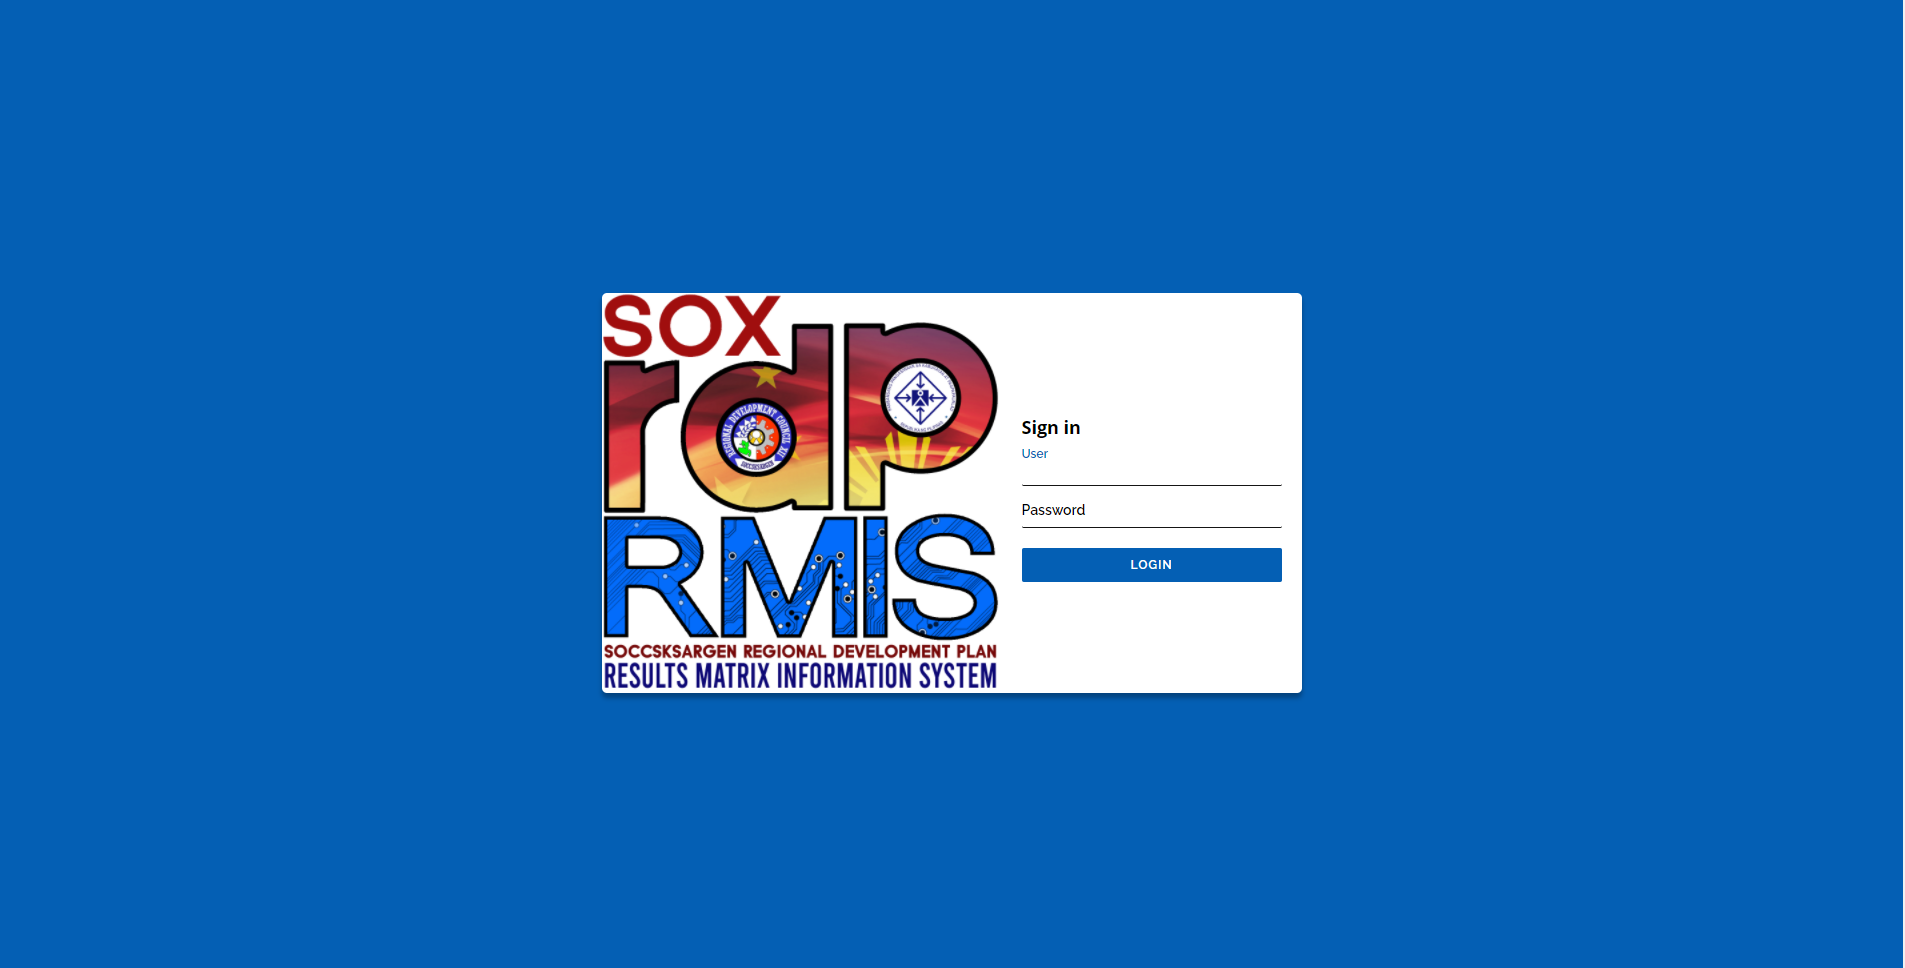 SOX
rdp
REGIONAL DEVELOPMENT COUNCIL XII
SOCCSKSARGEN
RMIS
SOCCSKSARGEN REGIONAL DEVELOPMENT PLAN
RESULTS MATRIX INFORMATION SYSTEM
Sign in
User
Password
LOGIN